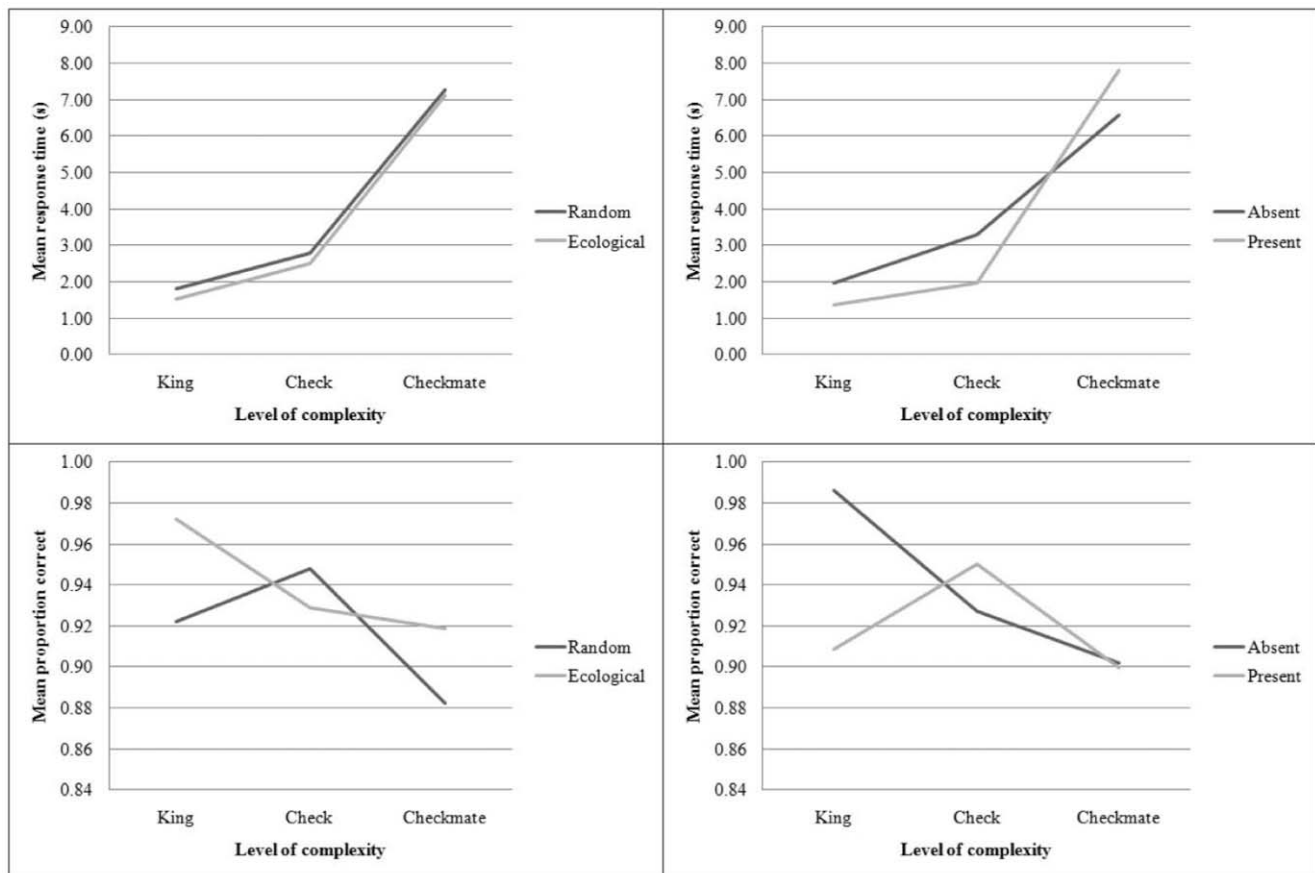 Mean response time (s)
9.00
8.00
7.00
6.00
5.00
4.00
3.00
2.00
1.00
0.00
King Check Checkmate
Level of complexity
Random
Ecological
Mean response time (s)
9.00
8.00
7.00
6.00
5.00
4.00
3.00
2.00
1.00
0.00
King Check Checkmate
Level of complexity
Absent
Present
Mean proportion correct
1.00
0.98
0.96
0.94
0.92
0.90
0.88
0.86
0.84
King Check Checkmate
Level of complexity
Random
Ecological
Mean proportion correct
1.00
0.98
0.96
0.94
0.92
0.90
0.88
0.86
0.84
King Check Checkmate
Level of complexity
Absent
Present